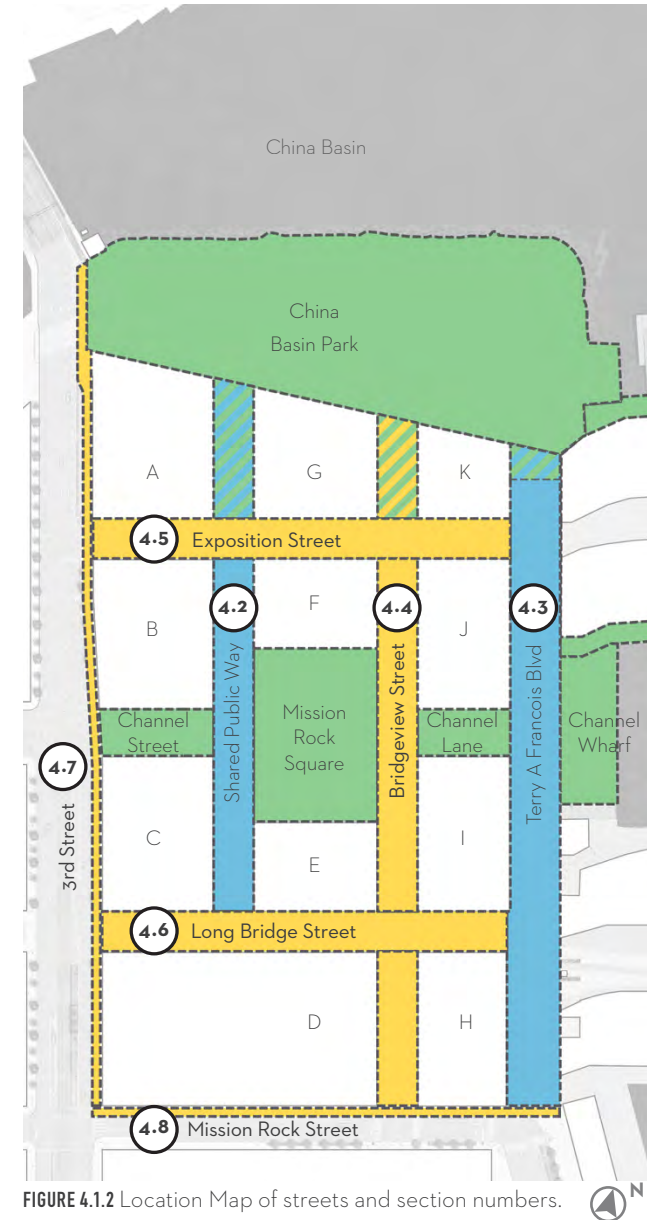 China Basin
China
Basin Park
A
G
K
4.5 Exposition Street
4.2
F
4.4
4.3
B
J
Shared Public Way
Bridgeview Street
Terry A Francois Blvd
Channel
Street
Mission
Rock
Square
Channel
Lane
Channel
Wharf
4.7
3rd Street
C
E
I
4.6 Long Bridge Street
D
H
4.8 Mission Rock Street
FIGURE 4.1.2 Location Map of streets and section numbers.
N